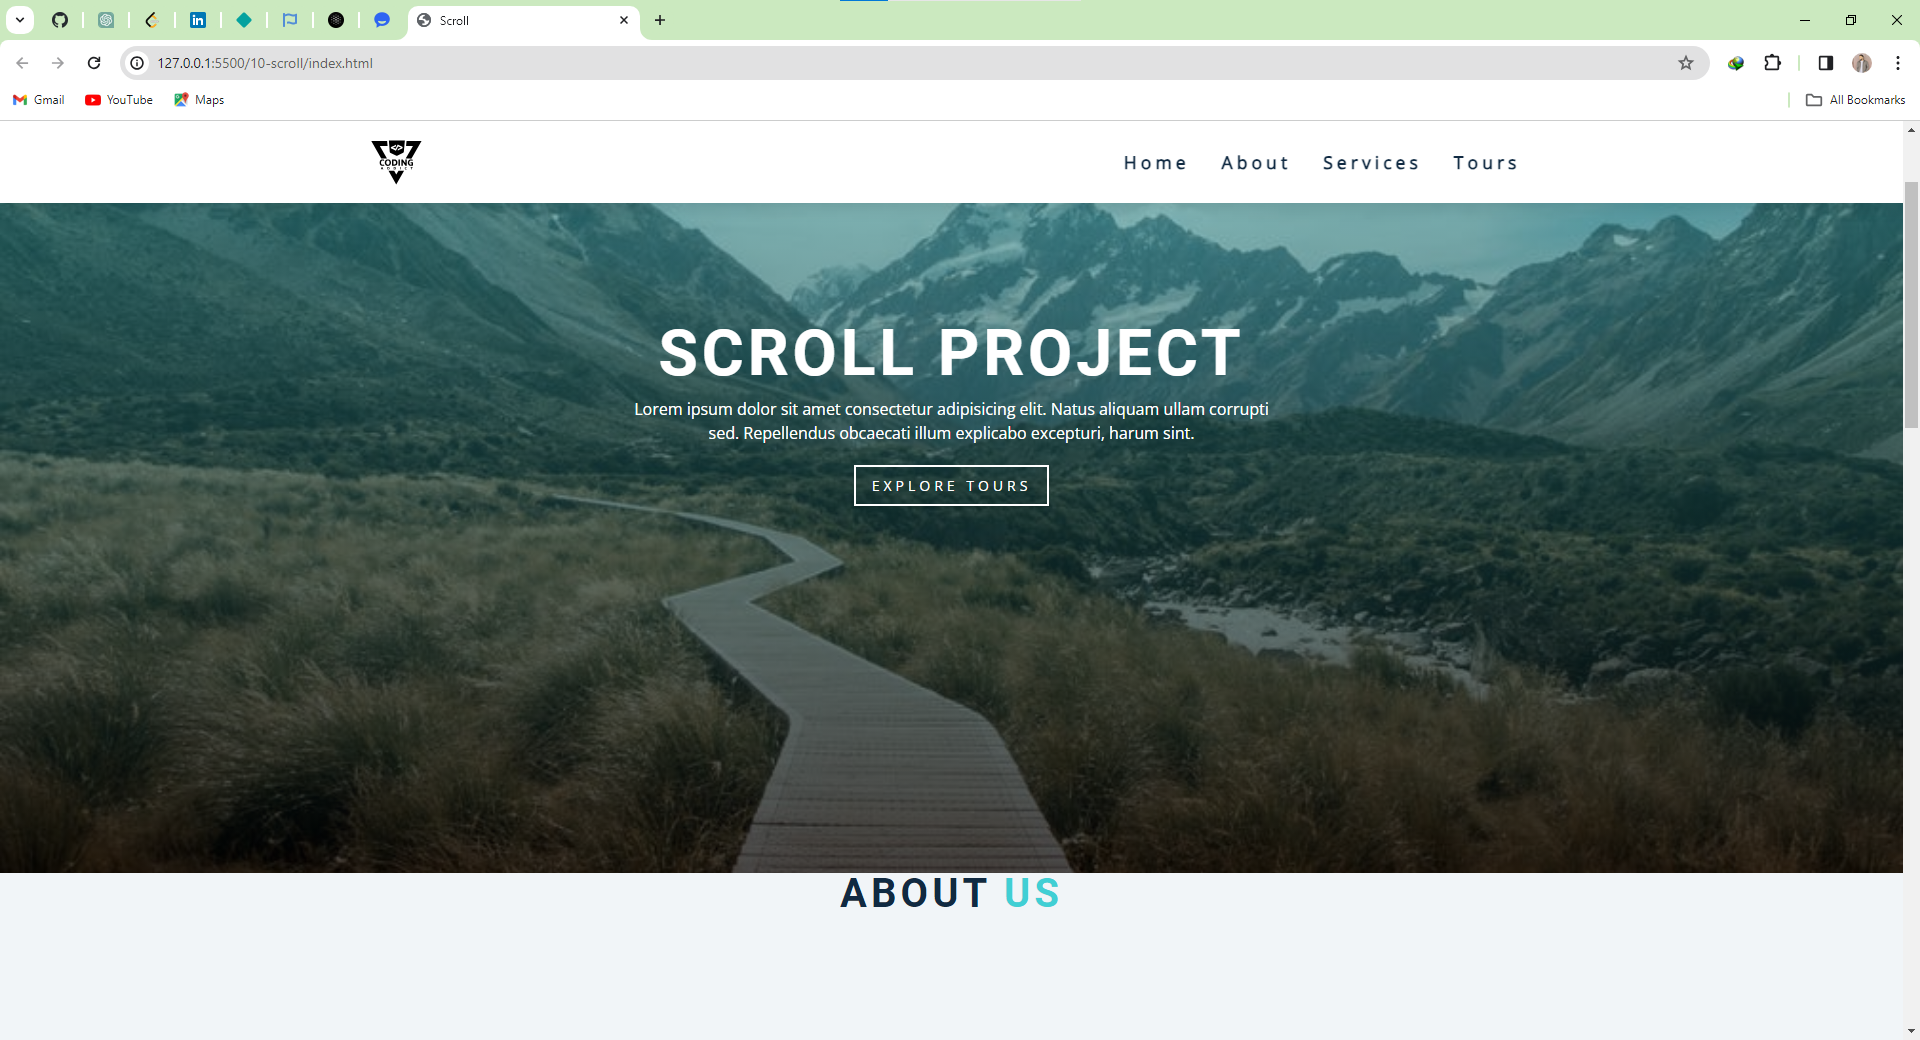 Scroll
127.0.0.1:5500/10-scroll/index.html
Gmail YouTube Maps All Bookmarks
CODING
ADDICT
Home About Services Tours
SCROLL PROJECT
Lorem ipsum dolor sit amet consectetur adipisicing elit. Natus aliquam ullam corrupti
sed. Repellendus obcaecati illum explicabo excepturi, harum sint.
EXPLORE TOURS
ABOUT US